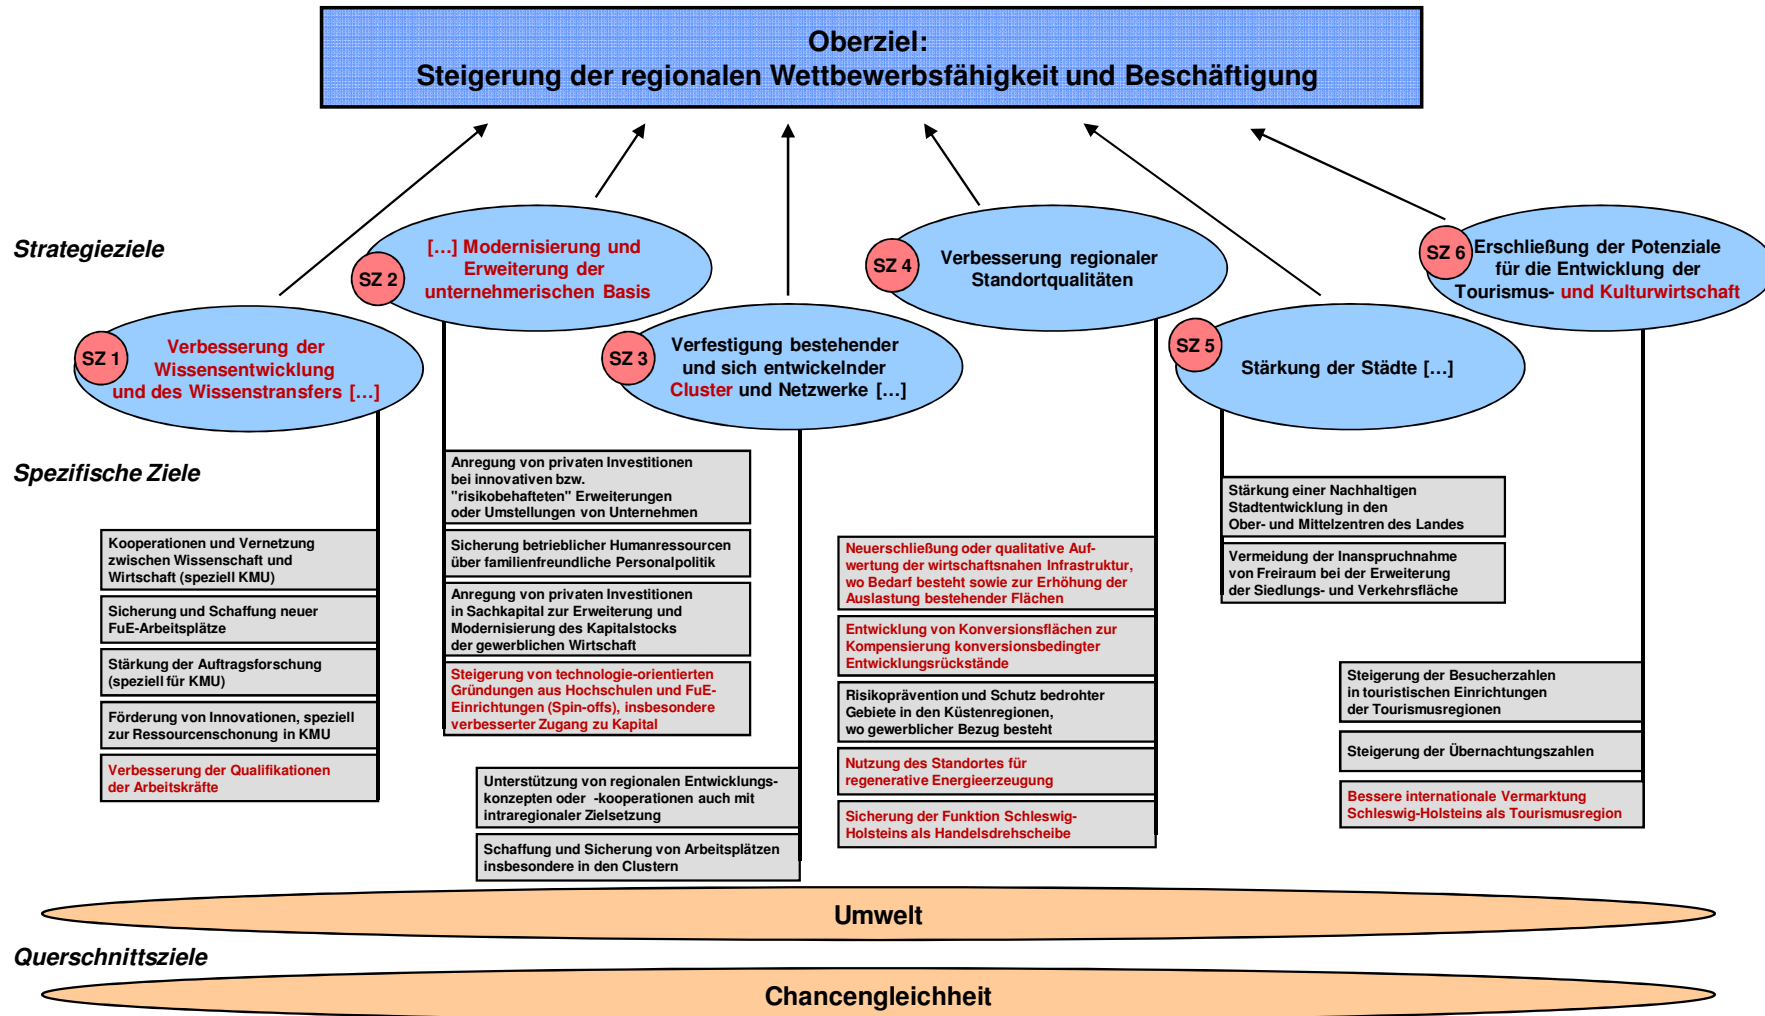 Oberziel:
Steigerung der regionalen Wettbewerbsfähigkeit und Beschäftigung
Strategieziele
SZ 1
Verbesserung der
Wissensentwicklung
und des Wissenstransfers [...]
SZ 2
[...] Modernisierung und
Erweiterung der
unternehmerischen Basis
SZ 3
Verfestigung bestehender
und sich entwickelnder
Cluster und Netzwerke [...]
SZ 4
Verbesserung regionaler
Standortqualitäten
SZ 5
Stärkung der Städte [...]
SZ 6
Erschließung der Potenziale
für die Entwicklung der
Tourismus- und Kulturwirtschaft
Spezifische Ziele
Kooperationen und Vernetzung
zwischen Wissenschaft und
Wirtschaft (speziell KMU)
Sicherung und Schaffung neuer
FuE-Arbeitsplätze
Stärkung der Auftragsforschung
(speziell für KMU)
Förderung von Innovationen, speziell
zur Ressourcenschonung in KMU
Verbesserung der Qualifikationen
der Arbeitskräfte
Anregung von privaten Investitionen
bei innovativen bzw.
"risikobehafteten" Erweiterungen
oder Umstellungen von Unternehmen
Sicherung betrieblicher Humanressourcen
über familienfreundliche Personalpolitik
Anregung von privaten Investitionen
in Sachkapital zur Erweiterung und
Modernisierung des Kapitalstocks
der gewerblichen Wirtschaft
Steigerung von technologie-orientierten
Gründungen aus Hochschulen und FuE-
Einrichtungen (Spin-offs), insbesondere
verbesserter Zugang zu Kapital
Unterstützung von regionalen Entwicklungs-
konzepten oder -kooperationen auch mit
intraregionaler Zielsetzung
Schaffung und Sicherung von Arbeitsplätzen
insbesondere in den Clustern
Neuerschließung oder qualitative Auf-
wertung der wirtschaftsnahen Infrastruktur,
wo Bedarf besteht sowie zur Erhöhung der
Auslastung bestehender Flächen
Entwicklung von Konversionsflächen zur
Kompensierung konversionsbedingter
Entwicklungsrückstände
Risikoprävention und Schutz bedrohter
Gebiete in den Küstenregionen,
wo gewerblicher Bezug besteht
Nutzung des Standortes für
regenerative Energieerzeugung
Sicherung der Funktion Schleswig-
Holsteins als Handelsdrehscheibe
Stärkung einer Nachhaltigen
Stadtentwicklung in den
Ober- und Mittelzentren des Landes
Vermeidung der Inanspruchnahme
von Freiraum bei der Erweiterung
der Siedlungs- und Verkehrsfläche
Steigerung der Besucherzahlen
in touristischen Einrichtungen
der Tourismusregionen
Steigerung der Übernachtungszahlen
Bessere internationale Vermarktung
Schleswig-Holsteins als Tourismusregion
Umwelt
Querschnittsziele
Chancengleichheit